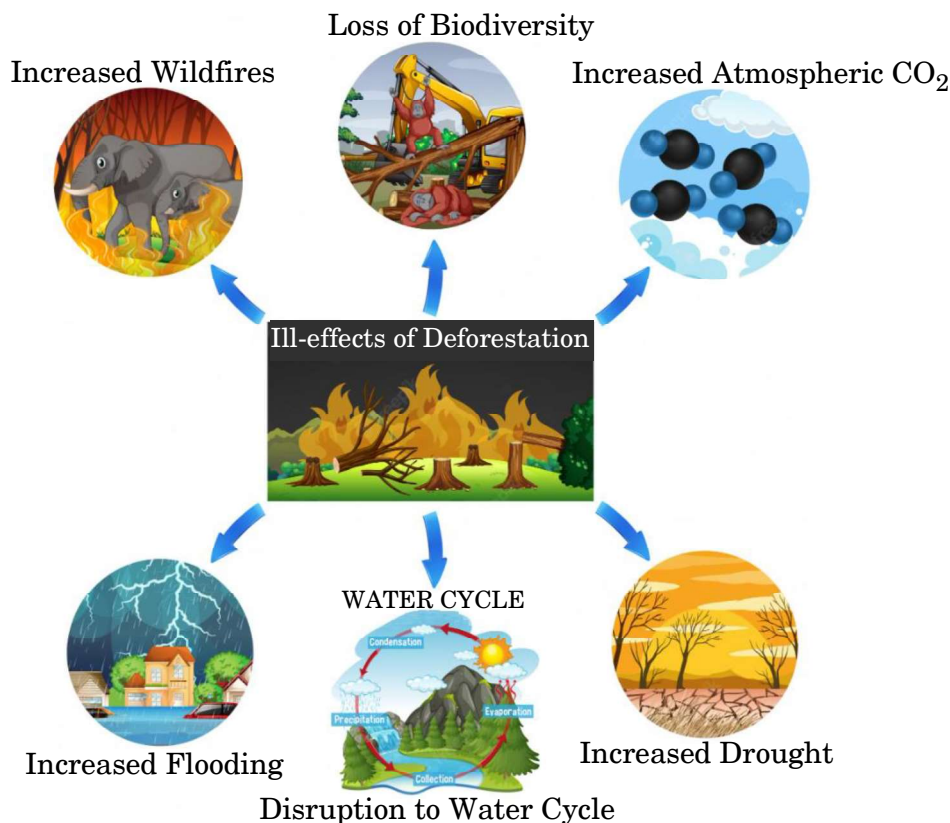 Loss of Biodiversity
Increased Wildfires
Increased Atmospheric CO₂
Ill-effects of Deforestation
WATER CYCLE
Condensation
Precipitation
Evaporation
Collection
Increased Flooding
Increased Drought
Disruption to Water Cycle